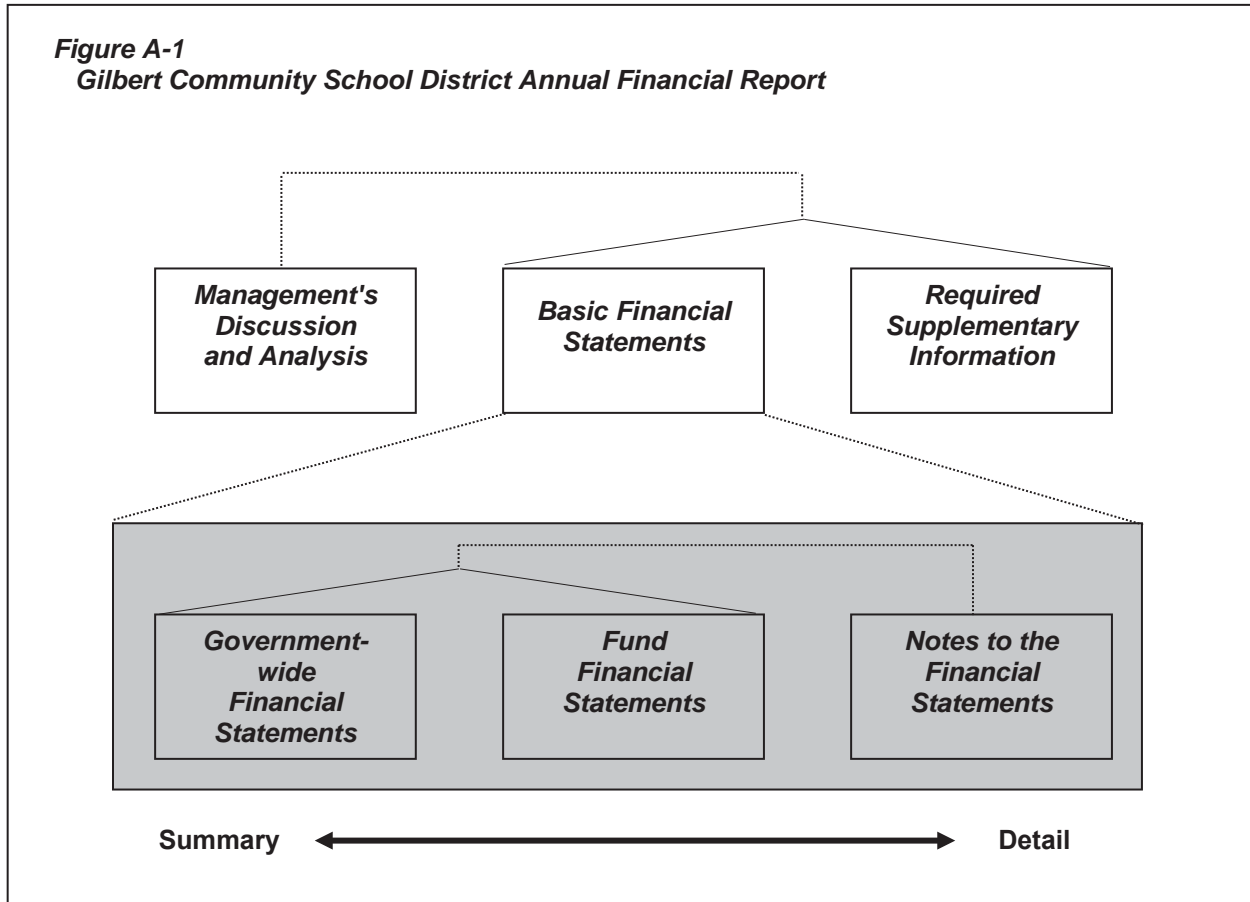 Figure A-1
Gilbert Community School District Annual Financial Report
Management's
Discussion
and Analysis
Basic Financial
Statements
Required
Supplementary
Information
Government-
wide
Financial
Statements
Fund
Financial
Statements
Notes to the
Financial
Statements
Summary
Detail